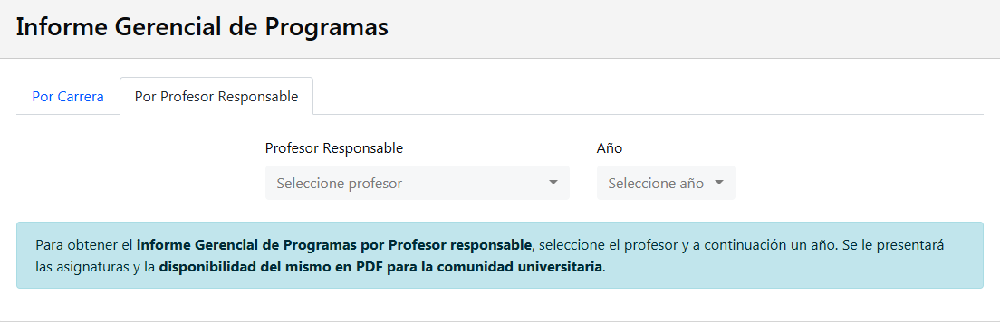 Informe Gerencial de Programas
Por Carrera
Por Profesor Responsable
Profesor Responsable
Año
Seleccione profesor
Seleccione año
Para obtener el informe Gerencial de Programas por Profesor responsable, seleccione el profesor y a continuación un año. Se le presentará
las asignaturas y la disponibilidad del mismo en PDF para la comunidad universitaria.